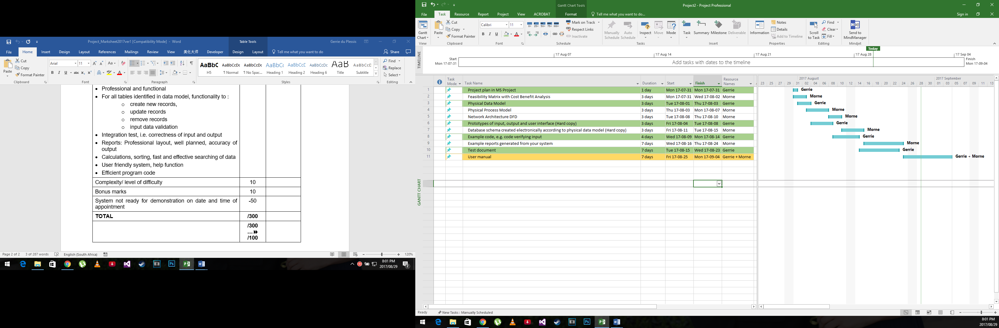 Project_Marksheet2017ver1 [Compatibility Mode] - Word
Table Tools
Gerrie du Plessis
File Home Insert Design Layout References Mailings Review View 美化大师 Developer Design Layout Tell me what you want to do Share
Cut
Copy
Format Painter
Paste
Clipboard
Arial 11
Font
Paragraph
AaBbC AaBbCcDc AaBbCcDc AaBbC AaBbCcE AaBbCcDc AaB AaBbCcC
H5 ¶ Normal ¶ No Spac... Heading 1 Heading 2 Heading 6 Title Subtitle
Styles
Find
Replace
Select
Editing
• Professional and functional
• For all tables identified in data model, functionality to :
o create new records,
o update records
o remove records
o input data validation
• Integration test, i.e. correctness of input and output
• Reports: Professional layout, well planned, accuracy of
output
• Calculations, sorting, fast and effective searching of data
• User friendly system, help function
• Efficient program code
Complexity/ level of difficulty 10
Bonus marks 10
System not ready for demonstration on date and time of -50
appointment
TOTAL /300
/300
...
/100
Page 2 of 2 3 of 287 words English (South Africa) 120%
8:01 PM
2017/08/29
Gantt Chart Tools
Project2 - Project Professional
File Task Resource Report Project View ACROBAT Format Tell me what you want to do... Sign in
Gantt Chart
View
Paste
Cut
Copy
Format Painter
Clipboard
Calibri 11
B I U
Font
0% 25% 50% 75% 100%
Mark on Track
Respect Links
Inactivate
Schedule
Manually Schedule
Auto Schedule
Inspect Move Mode
Tasks
Task Summary Milestone Deliverable
Insert
Information
Notes
Details
Add to Timeline
Properties
Scroll to Task
Find
Clear
Fill
Editing
Send to MindManager
Mindjet
TIMELINE
Today
'17 Aug 07 '17 Aug 14 '17 Aug 21 '17 Aug 28 '17 Sep 04
Start
Mon 17-07-31
Add tasks with dates to the timeline
Finish
Mon 17-09-04
Task Mode Task Name Duration Start Finish Resource Names
2017 August 2017 September
23 25 27 29 31 02 04 06 08 10 12 14 16 18 20 22 24 26 28 30 01 03 05 07 09 11 13
1 Project plan in MS Project 1 day Mon 17-07-31 Mon 17-07-31 Gerrie Gerrie
2 Feasibility Matrix with Cost Benefit Analysis 3 days Mon 17-07-31 Wed 17-08-02 Morne Morne
3 Physical Data Model 3 days Tue 17-08-01 Thu 17-08-03 Gerrie Gerrie
4 Physical Process Model 3 days Thu 17-08-03 Mon 17-08-07 Morne Morne
5 Network Architecture DFD 3 days Tue 17-08-08 Thu 17-08-10 Morne Morne
6 Prototypes of input, output and user interface (Hard copy) 3 days Fri 17-08-04 Tue 17-08-08 Gerrie Gerrie
7 Database schema created electronically according to physical data model (Hard copy) 3 days Fri 17-08-11 Tue 17-08-15 Morne Morne
8 Example code, e.g. code verifying input 4 days Wed 17-08-09 Mon 17-08-14 Gerrie Gerrie
9 Example reports generated from your system 7 days Wed 17-08-16 Thu 17-08-24 Morne Morne
10 Test document 7 days Tue 17-08-15 Wed 17-08-23 Gerrie Gerrie
11 User manual 7 days Fri 17-08-25 Mon 17-09-04 Gerrie + Morne Gerrie + Morne
GANTT CHART
Ready New Tasks : Manually Scheduled
8:01 PM
2017/08/29